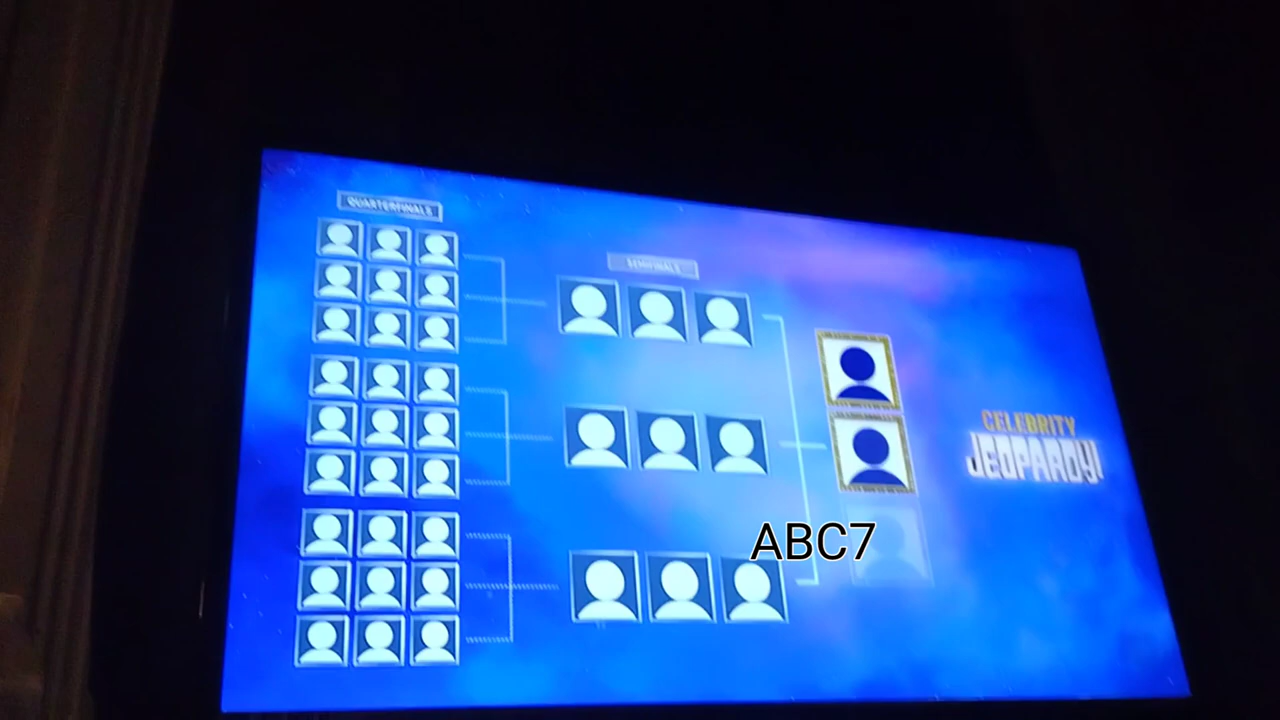 QUARTERFINALS
SEMIFINALS
CELEBRITY
JEOPARDY!
ABC7